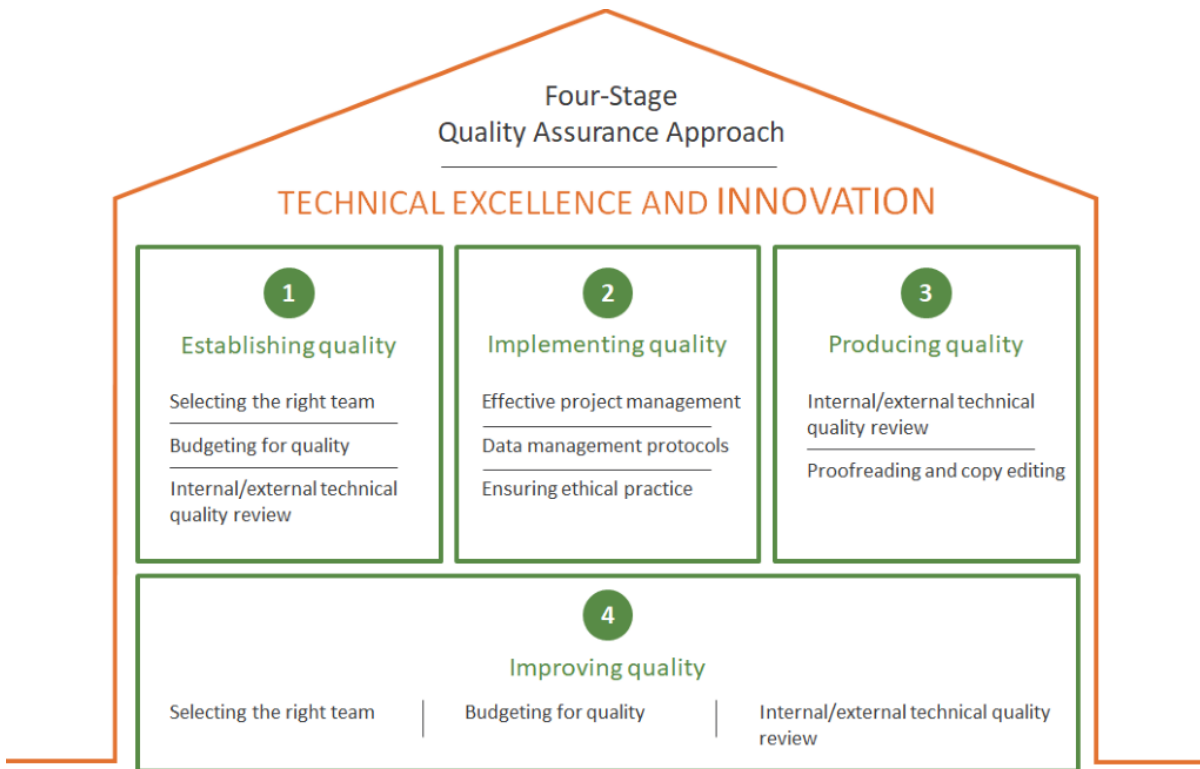 Four-Stage
Quality Assurance Approach
TECHNICAL EXCELLENCE AND INNOVATION
1
Establishing quality
Selecting the right team
Budgeting for quality
Internal/external technical
quality review
2
Implementing quality
Effective project management
Data management protocols
Ensuring ethical practice
3
Producing quality
Internal/external technical
quality review
Proofreading and copy editing
4
Improving quality
Selecting the right team
Budgeting for quality
Internal/external technical quality
review